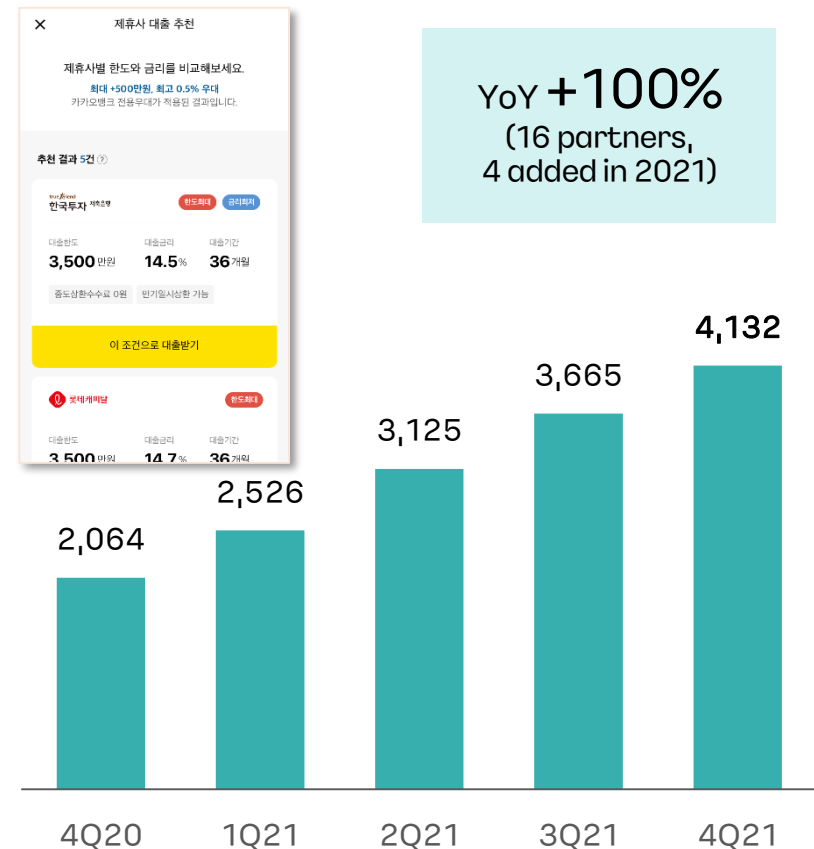 제휴사 대출 추천
제휴사별 한도와 금리를 비교해보세요.
최대 +500만원, 최고 0.5% 우대
카카오뱅크 전용우대가 적용된 결과입니다.
추천 결과 5건
한국투자 저축은행
한도최대 금리최저
대출한도 대출금리 대출기간
3,500만원 14.5% 36개월
중도상환수수료 0원 만기일시상환 가능
이 조건으로 대출받기
롯데캐피탈
한도최대
대출한도 대출금리 대출기간
3,500만원 14.7% 36개월
YoY +100%
(16 partners,
4 added in 2021)
2,064
2,526
3,125
3,665
4,132
4Q20 1Q21 2Q21 3Q21 4Q21